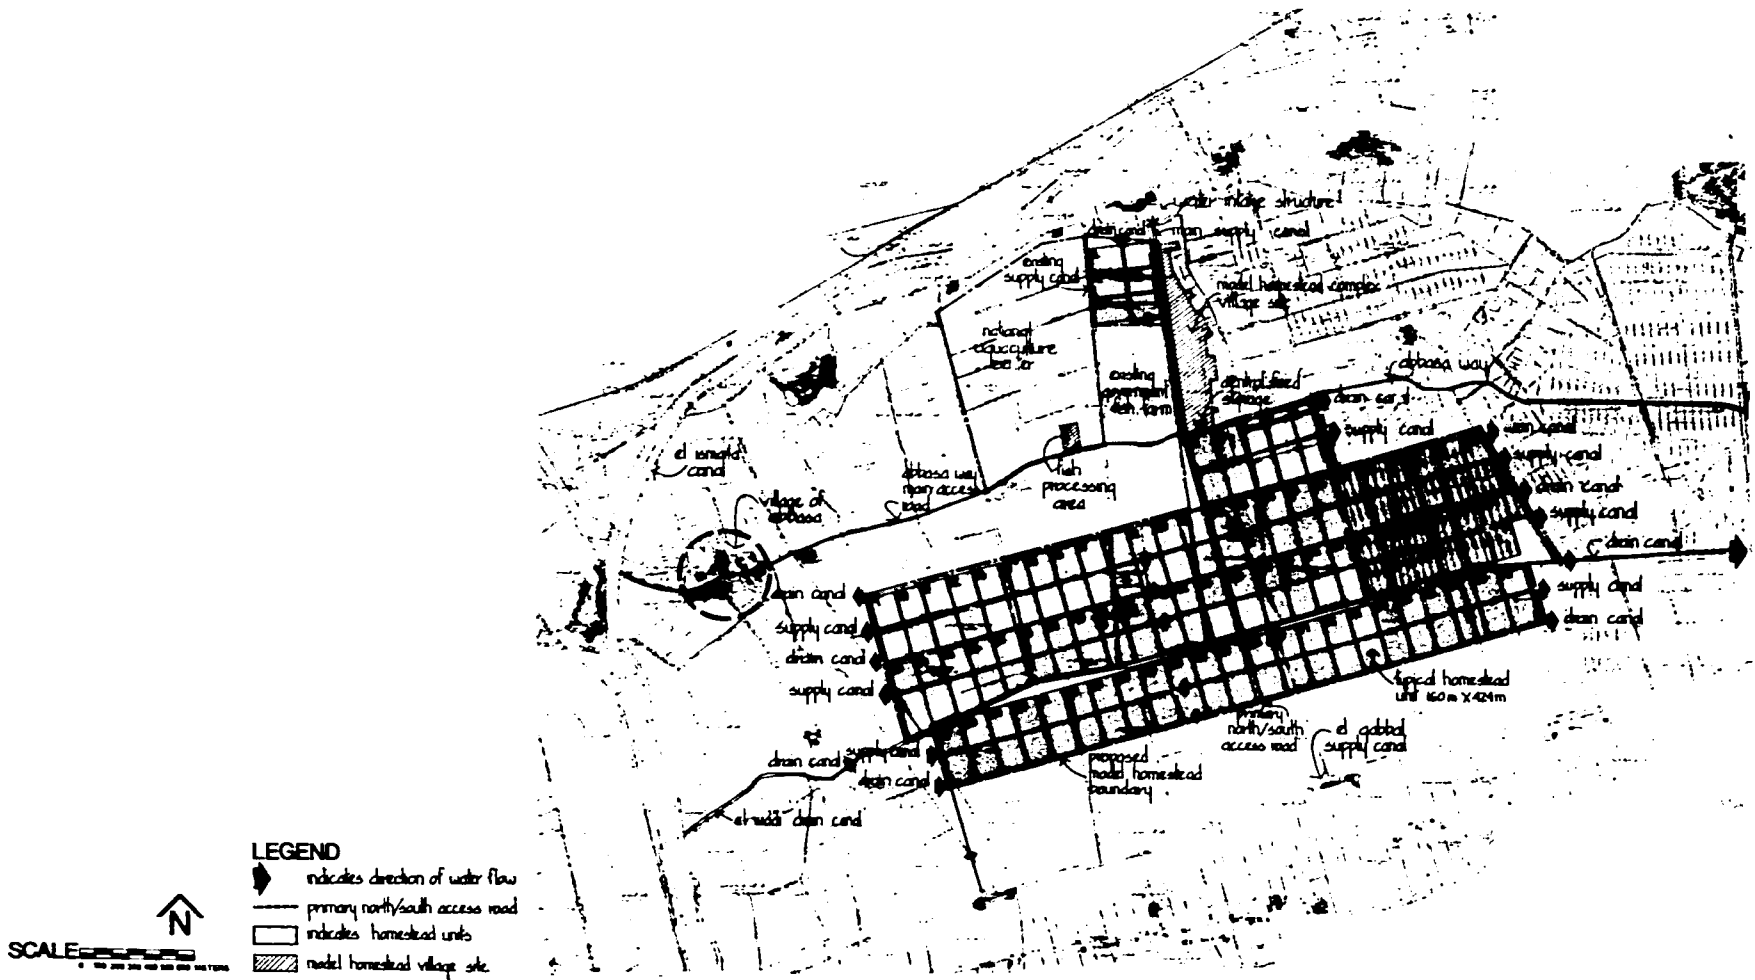 water intake structure
drain canal
main supply canal
existing
supply canal
model homestead complex
village site
national
aquaculture
existing
government
fish farm
central feed
storage
abbasa way
drain canal
supply canal
drain canal
supply canal
drain canal
supply canal
drain canal
supply canal
drain canal
el ismailia
canal
village of
abbasa
abbasa way
main access
road
fish
processing
area
drain canal
supply canal
drain canal
supply canal
drain canal
supply canal
drain canal
drain canal
typical homestead
unit 160m X 424m
primary
north/south
access road
el gabbal
supply canal
proposed
model homestead
boundary
LEGEND
indicates direction of water flow
primary north/south access road
indicates homestead units
model homestead village site
N
SCALE
METERS